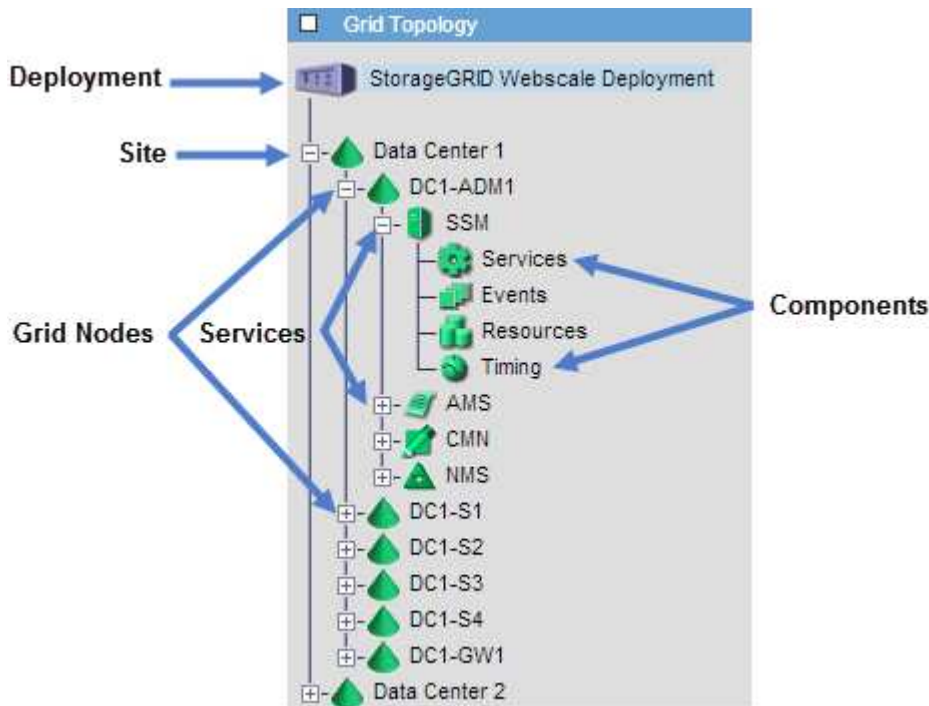 Grid Topology
Deployment
StorageGRID Webscale Deployment
Site
Data Center 1
DC1-ADM1
SSM
Services
Events
Components
Grid Nodes
Services
Resources
Timing
AMS
CMN
NMS
DC1-S1
DC1-S2
DC1-S3
DC1-S4
DC1-GW1
Data Center 2